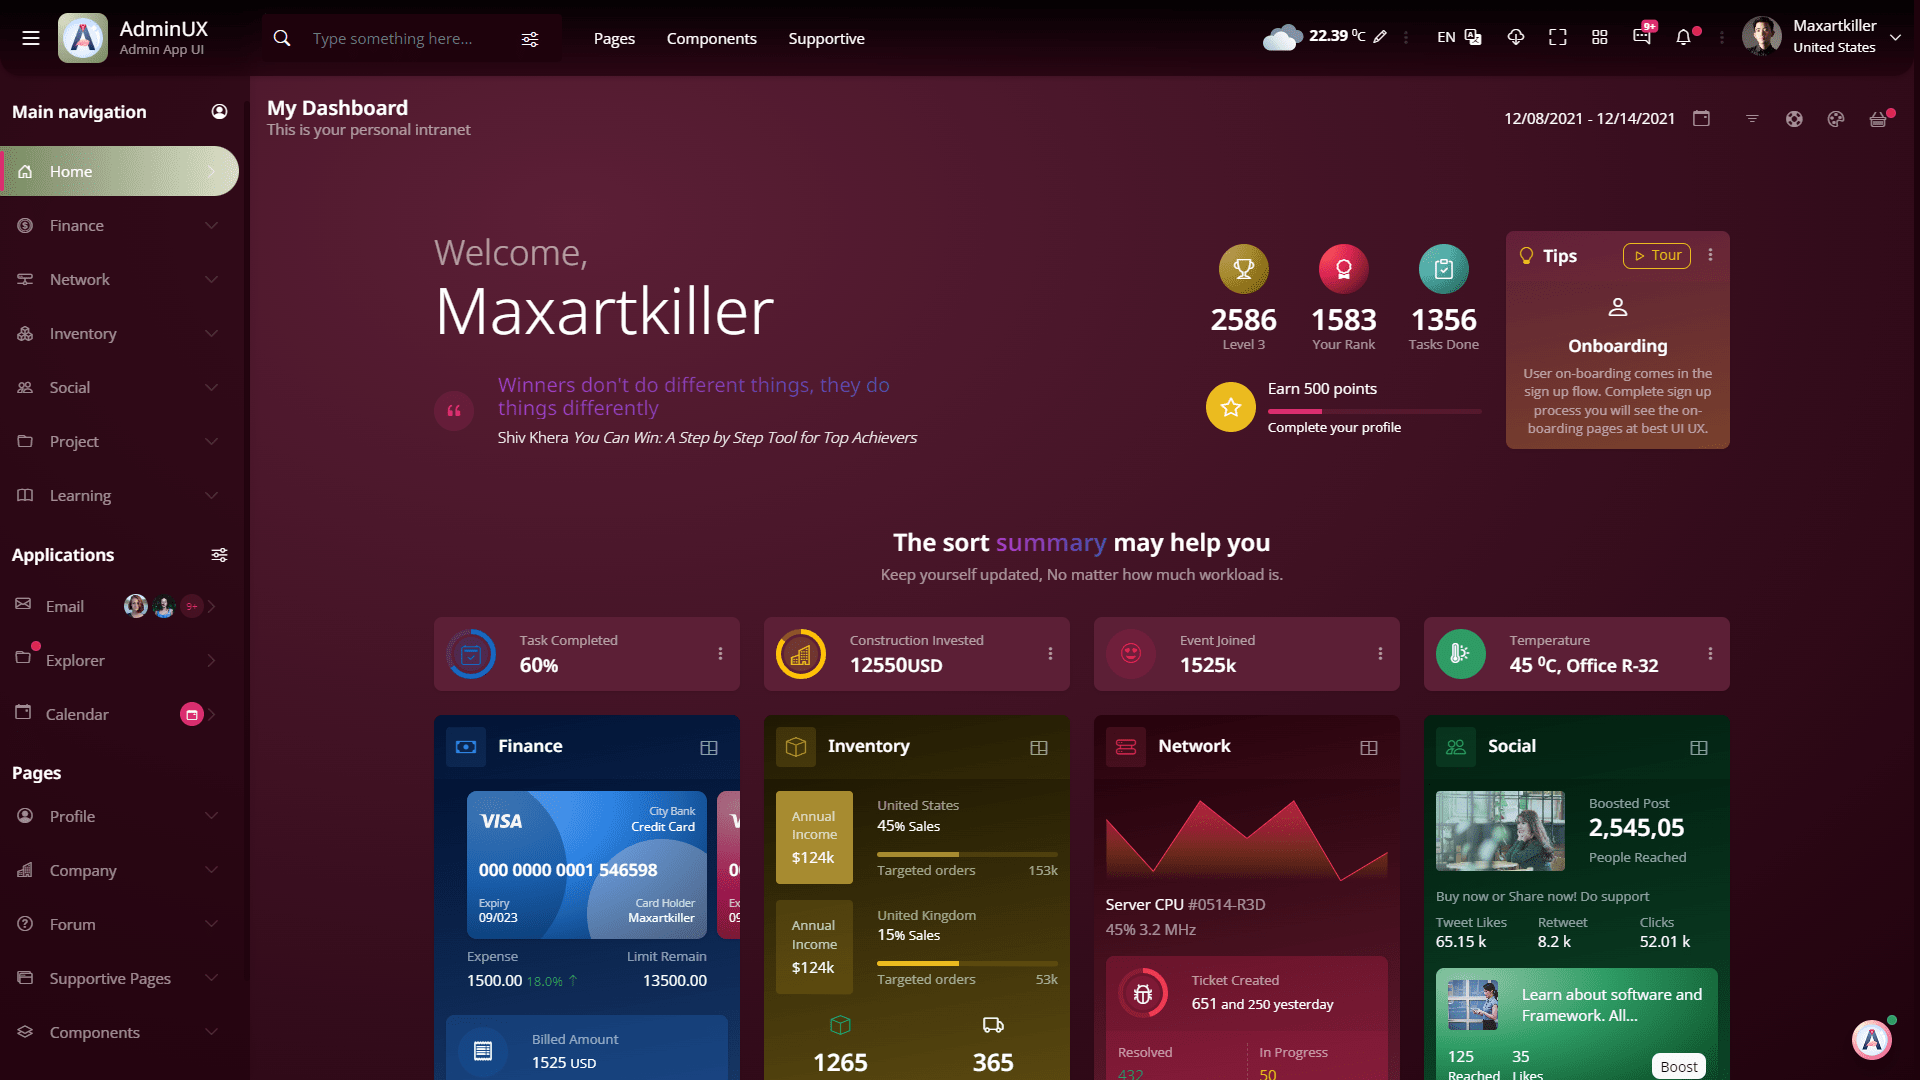 AdminUX
Admin App UI
Type something here...
Pages
Components
Supportive
22.39 ⁰C
EN
9+
Maxartkiller
United States
Main navigation
Home
Finance
Network
Inventory
Social
Project
Learning
Applications
Email
9+
Explorer
Calendar
Pages
Profile
Company
Forum
Supportive Pages
Components
My Dashboard
This is your personal intranet
12/08/2021 - 12/14/2021
Welcome,
Maxartkiller
Winners don't do different things, they do
things differently
Shiv Khera You Can Win: A Step by Step Tool for Top Achievers
2586
Level 3
1583
Your Rank
1356
Tasks Done
Earn 500 points
Complete your profile
Tips
Tour
Onboarding
User on-boarding comes in the
sign up flow. Complete sign up
process you will see the on-
boarding pages at best UI UX.
The sort summary may help you
Keep yourself updated, No matter how much workload is.
Task Completed
60%
Construction Invested
12550USD
Event Joined
1525k
Temperature
45 ⁰C, Office R-32
Finance
VISA
City Bank
Credit Card
000 0000 0001 546598
Expiry
09/023
Card Holder
Maxartkiller
Expense
1500.00 18.0%
Limit Remain
13500.00
Billed Amount
1525 USD
Inventory
Annual
Income
$124k
United States
45% Sales
Targeted orders
153k
Annual
Income
$124k
United Kingdom
15% Sales
Targeted orders
53k
1265
365
Network
Server CPU #0514-R3D
45% 3.2 MHz
Ticket Created
651 and 250 yesterday
Resolved
432
In Progress
50
Social
Boosted Post
2,545,05
People Reached
Buy now or Share now! Do support
Tweet Likes
65.15 k
Retweet
8.2 k
Clicks
52.01 k
Learn about software and
Framework. All...
125
Reached
35
Likes
Boost